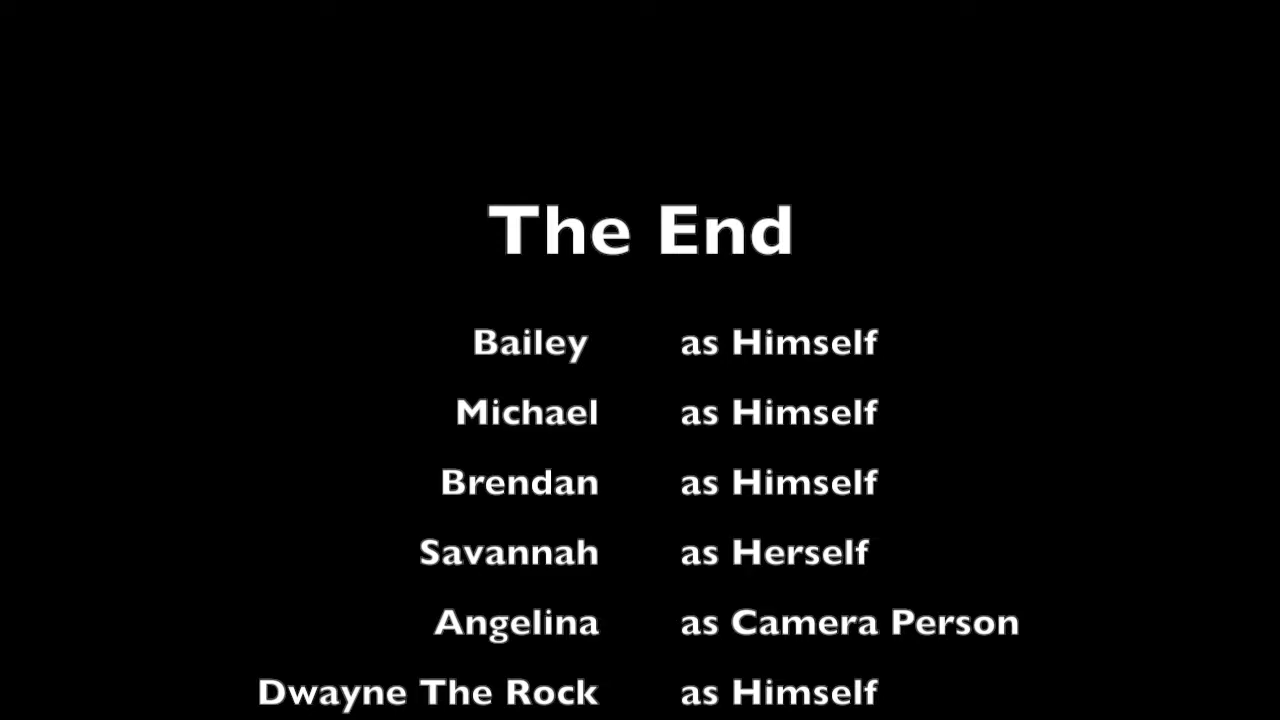 The End
Bailey as Himself
Michael as Himself
Brendan as Himself
Savannah as Herself
Angelina as Camera Person
Dwayne The Rock as Himself